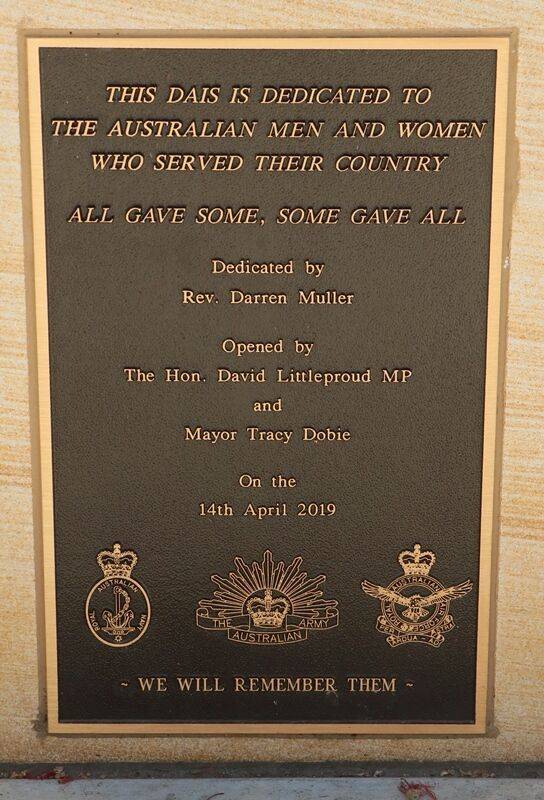 THIS DAIS IS DEDICATED TO
THE AUSTRALIAN MEN AND WOMEN
WHO SERVED THEIR COUNTRY
ALL GAVE SOME, SOME GAVE ALL
Dedicated by
Rev. Darren Muller
Opened by
The Hon. David Littleproud MP
and
Mayor Tracy Dobie
On the
14th April 2019
AUSTRALIAN
ROYAL
THE
ARMY
AUSTRALIAN
AUSTRALIAN
~ WE WILL REMEMBER THEM ~